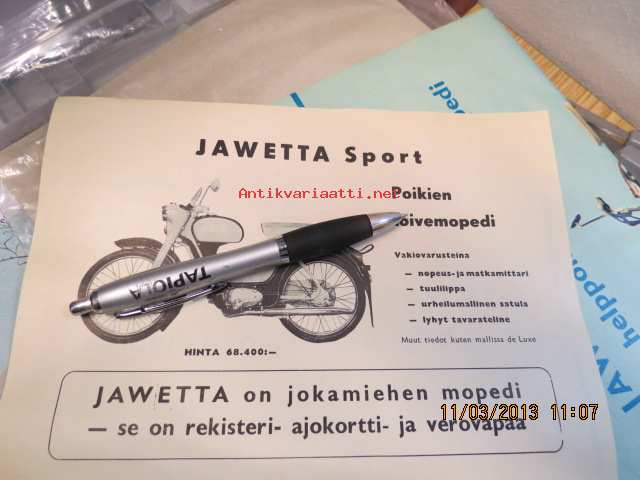 JAWETTA Sport
Antikvariaatti.net
Poikien
toivemopedi
Vakiovarusteina
— nopeus- ja matkamittari
— tuulilippa
— urheilumallinen satula
— lyhyt tavarateline
Muut tiedot kuten mallissa de Luxe
TAPIOLA
HINTA 68.400:—
JAWETTA on jokamiehen mopedi
— se on rekisteri- ajokortti- ja verovapaa
11/03/2013 11:07
helppo